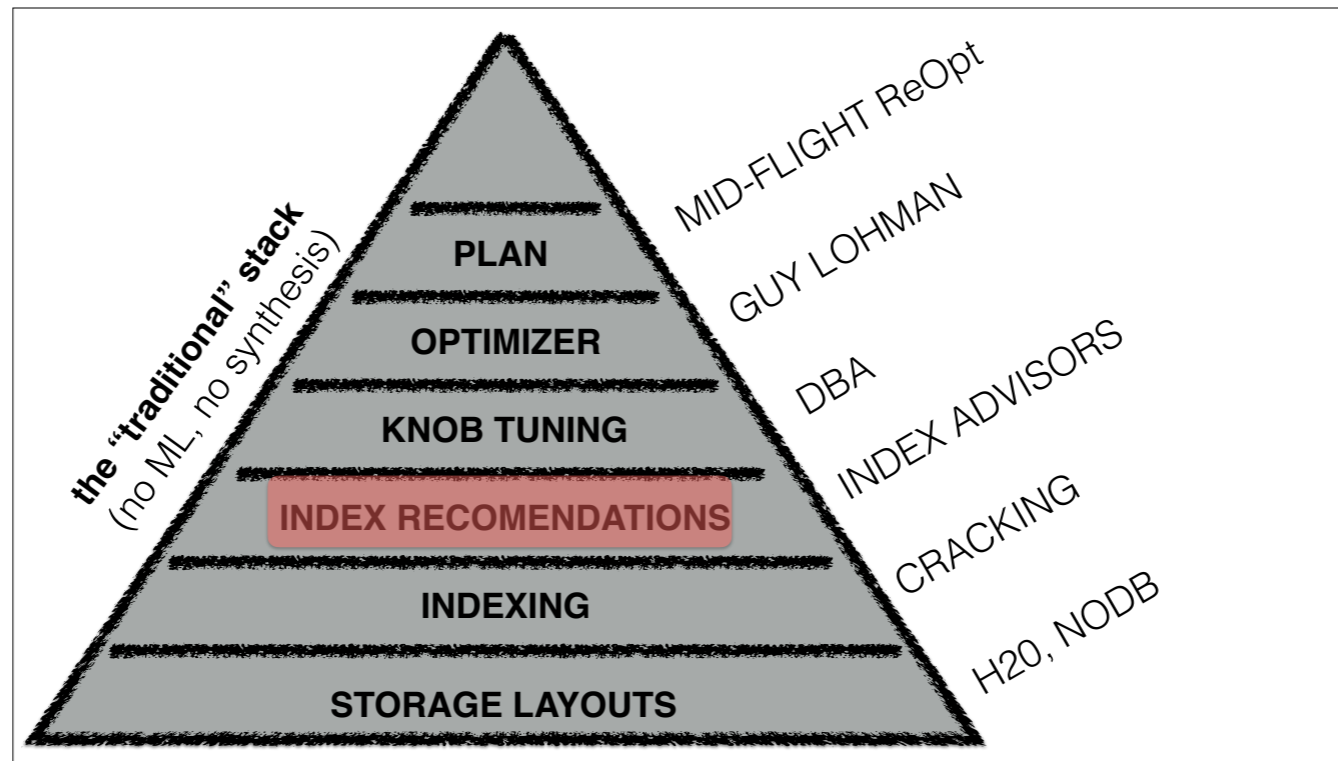 the “traditional” stack
(no ML, no synthesis)
PLAN
OPTIMIZER
KNOB TUNING
INDEX RECOMENDATIONS
INDEXING
STORAGE LAYOUTS
MID-FLIGHT ReOpt
GUY LOHMAN
DBA
INDEX ADVISORS
CRACKING
H20, NODB